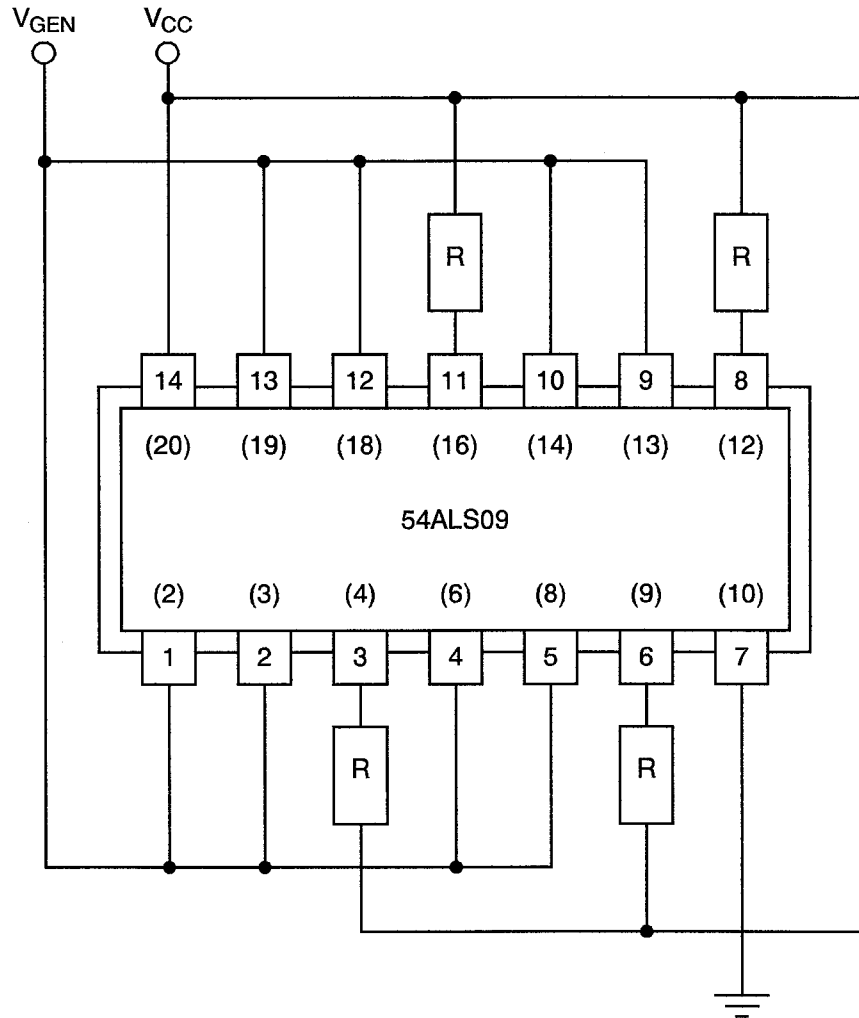 VGEN VCC
R R
14 13 12 11 10 9 8
(20) (19) (18) (16) (14) (13) (12)
54ALS09
(2) (3) (4) (6) (8) (9) (10)
1 2 3 4 5 6 7
R R